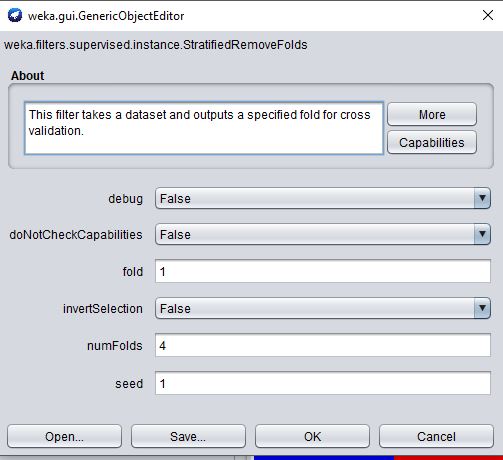 weka.gui.GenericObjectEditor
weka.filters.supervised.instance.StratifiedRemoveFolds
About
This filter takes a dataset and outputs a specified fold for cross
validation.
More
Capabilities
debug False
doNotCheckCapabilities False
fold 1
invertSelection False
numFolds 4
seed 1
Open... Save... OK Cancel